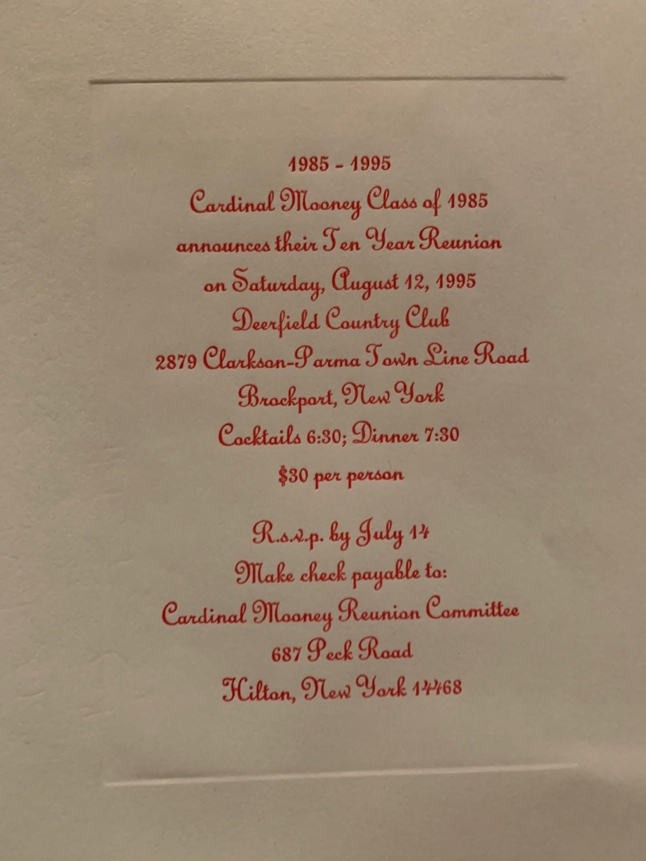 1985 - 1995
Cardinal Mooney Class of 1985
announces their Ten Year Reunion
on Saturday, August 12, 1995
Deerfield Country Club
2879 Clarkson-Parma Town Line Road
Brockport, New York
Cocktails 6:30; Dinner 7:30
$30 per person
R.s.v.p. by July 14
Make check payable to:
Cardinal Mooney Reunion Committee
687 Peck Road
Hilton, New York 14468